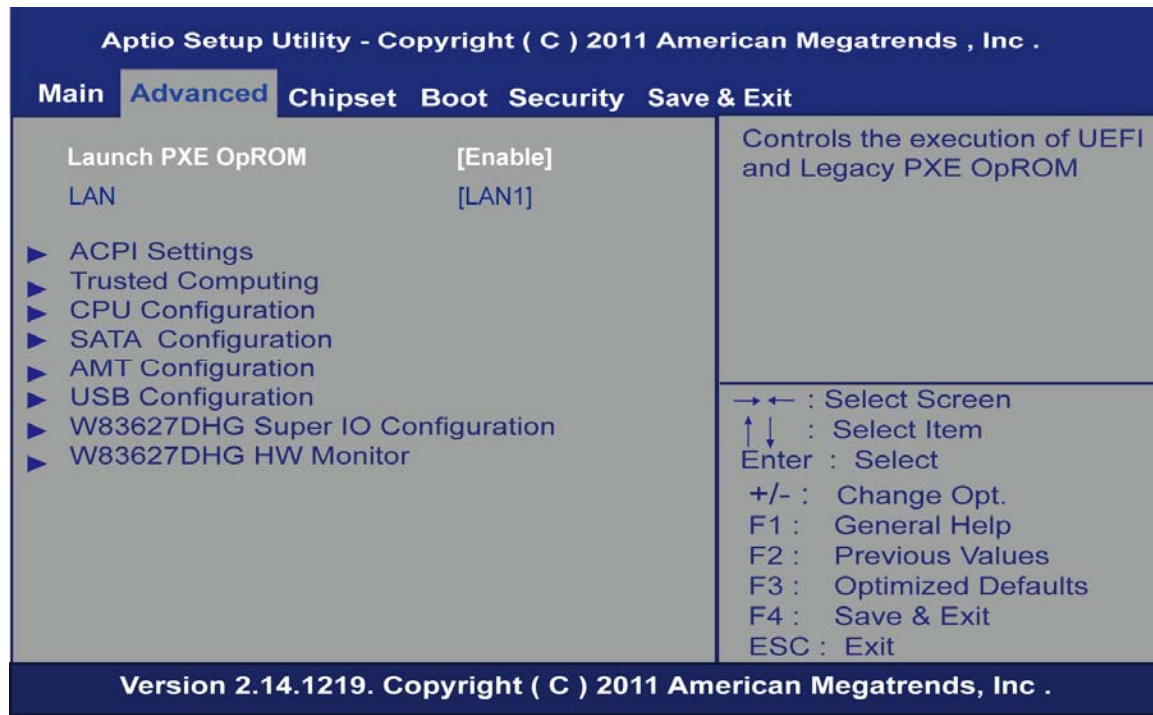 Aptio Setup Utility - Copyright ( C ) 2011 American Megatrends , Inc .
Main Advanced Chipset Boot Security Save & Exit
Launch PXE OpROM [Enable]
LAN [LAN1]
► ACPI Settings
► Trusted Computing
► CPU Configuration
► SATA Configuration
► AMT Configuration
► USB Configuration
► W83627DHG Super IO Configuration
► W83627DHG HW Monitor
Controls the execution of UEFI
and Legacy PXE OpROM
→ ← : Select Screen
↑ ↓ : Select Item
Enter : Select
+/- : Change Opt.
F1 : General Help
F2 : Previous Values
F3 : Optimized Defaults
F4 : Save & Exit
ESC : Exit
Version 2.14.1219. Copyright ( C ) 2011 American Megatrends, Inc .